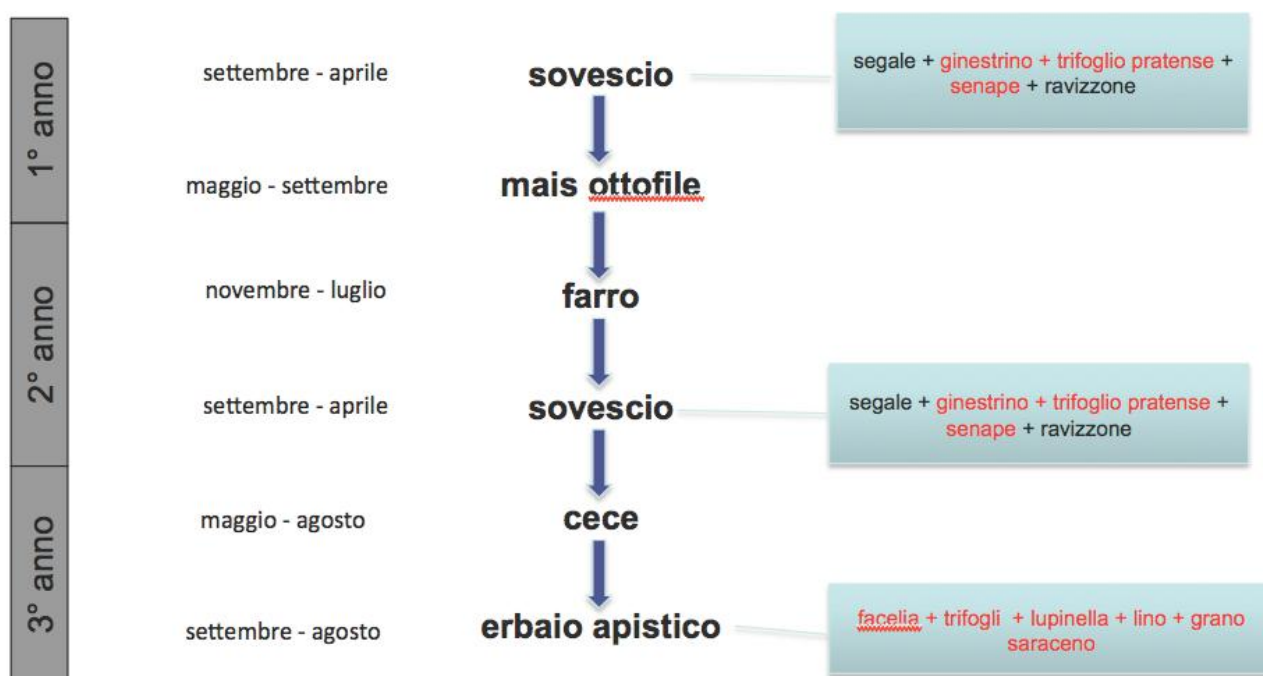 1° anno
settembre - aprile
sovescio
segale + ginestrino + trifoglio pratense +
senape + ravizzone
maggio - settembre
mais ottofile
2° anno
novembre - luglio
farro
settembre - aprile
sovescio
segale + ginestrino + trifoglio pratense +
senape + ravizzone
3° anno
maggio - agosto
cece
settembre - agosto
erbaio apistico
facelia + trifogli + lupinella + lino + grano
saraceno